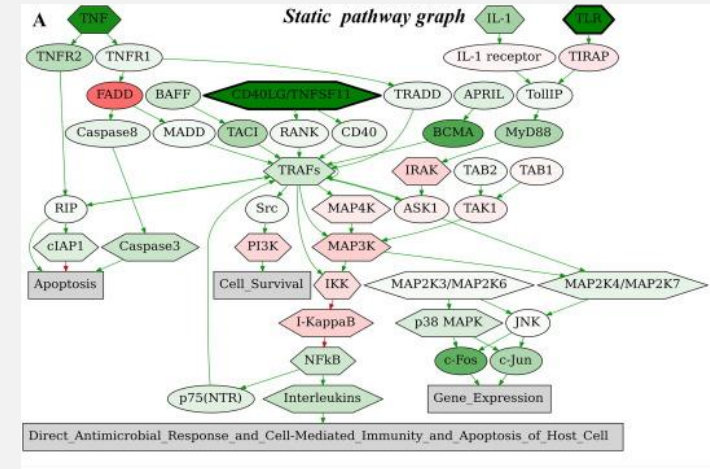 A
Static pathway graph
TNF
IL-1
TLR
TNFR2
TNFR1
IL-1 receptor
TIRAP
FADD
BAFF
CD40LG/TNFSF11
TRADD
APRIL
TollIP
Caspase8
MADD
TACI
RANK
CD40
BCMA
MyD88
TRAFs
IRAK
TAB2
TAB1
RIP
Src
MAP4K
ASK1
TAK1
cIAP1
Caspase3
PI3K
MAP3K
Apoptosis
Cell_Survival
IKK
MAP2K3/MAP2K6
MAP2K4/MAP2K7
I-KappaB
p38 MAPK
JNK
NFkB
c-Fos
c-Jun
p75(NTR)
Interleukins
Gene_Expression
Direct_Antimicrobial_Response_and_Cell-Mediated_Immunity_and_Apoptosis_of_Host_Cell